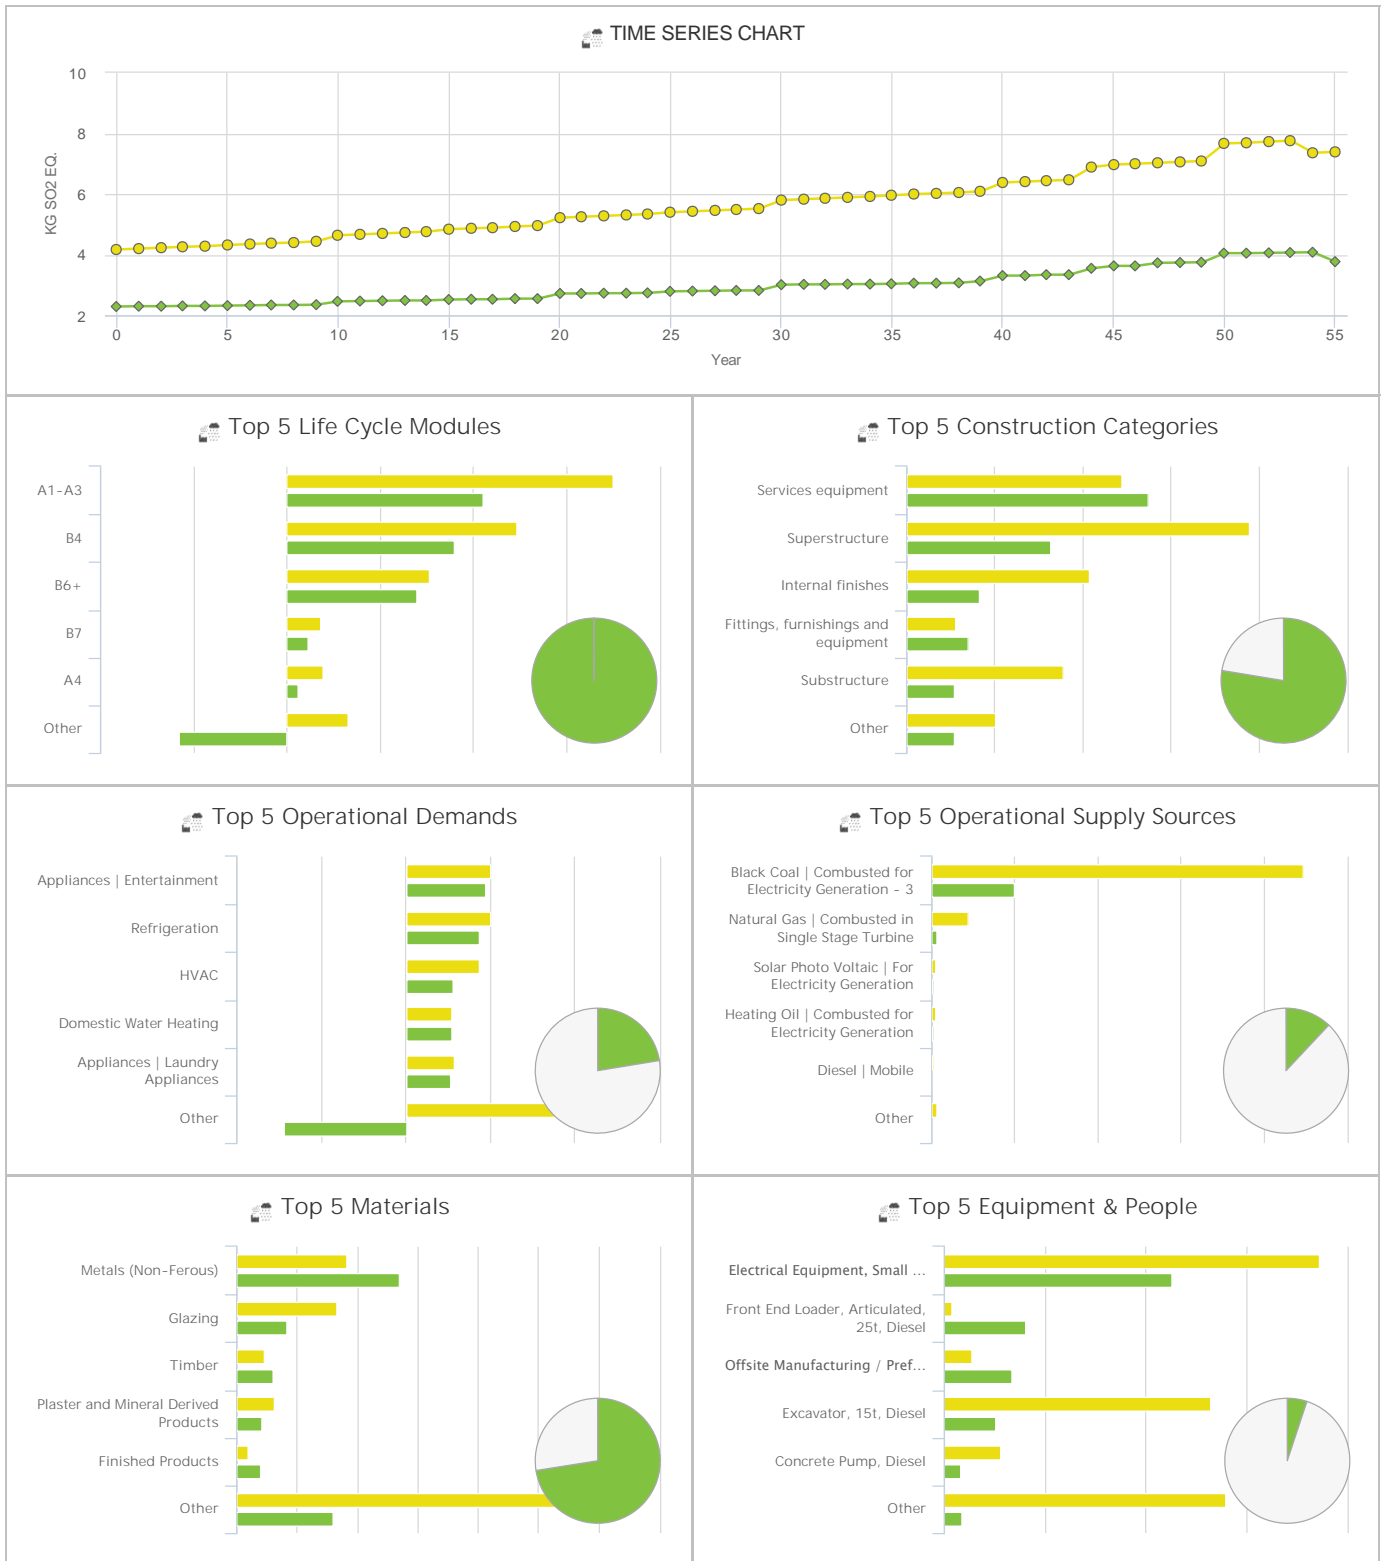 TIME SERIES CHART
10
8
6
4
2
KG SO2 EQ.
0 5 10 15 20 25 30 35 40 45 50 55
Year
Top 5 Life Cycle Modules
A1-A3
B4
B6+
B7
A4
Other
Top 5 Construction Categories
Services equipment
Superstructure
Internal finishes
Fittings, furnishings and
equipment
Substructure
Other
Top 5 Operational Demands
Appliances | Entertainment
Refrigeration
HVAC
Domestic Water Heating
Appliances | Laundry
Appliances
Other
Top 5 Operational Supply Sources
Black Coal | Combusted for
Electricity Generation - 3
Natural Gas | Combusted in
Single Stage Turbine
Solar Photo Voltaic | For
Electricity Generation
Heating Oil | Combusted for
Electricity Generation
Diesel | Mobile
Other
Top 5 Materials
Metals (Non-Ferous)
Glazing
Timber
Plaster and Mineral Derived
Products
Finished Products
Other
Top 5 Equipment & People
Electrical Equipment, Small ...
Front End Loader, Articulated,
25t, Diesel
Offsite Manufacturing / Pref...
Excavator, 15t, Diesel
Concrete Pump, Diesel
Other